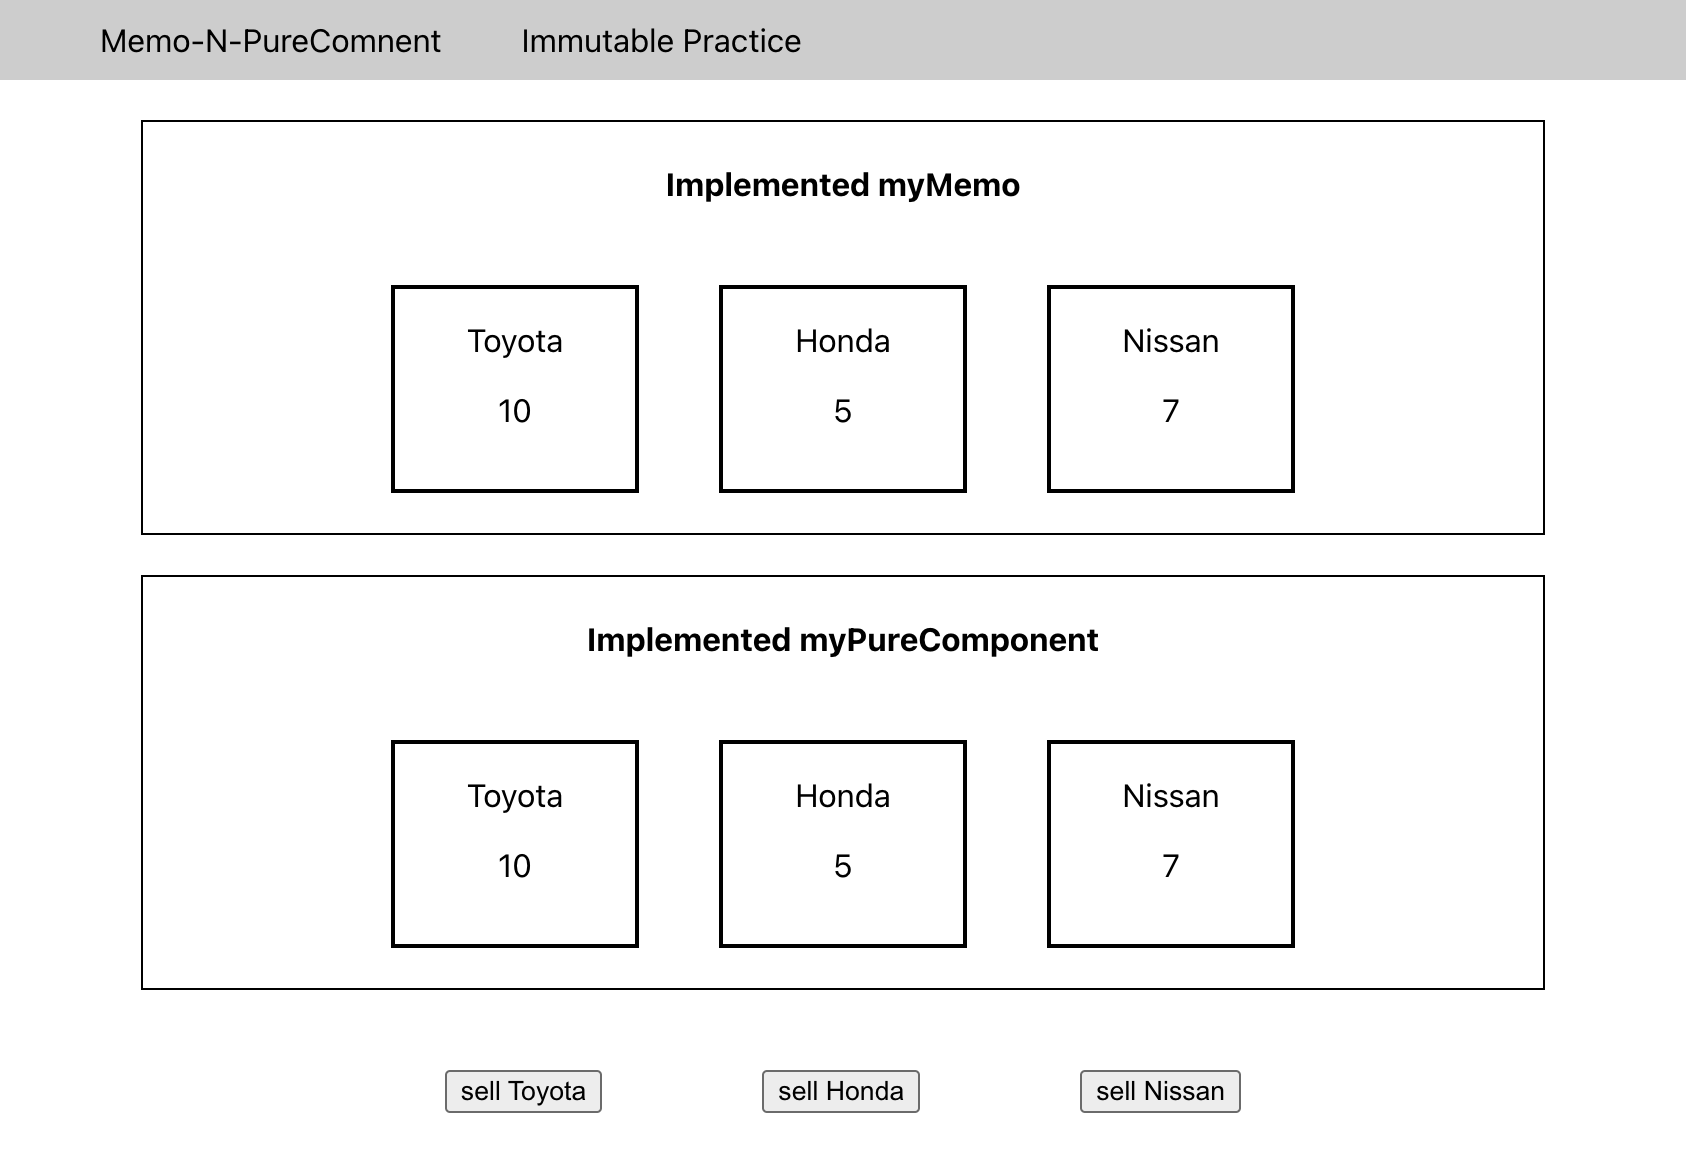 Memo-N-PureComnent Immutable Practice
Implemented myMemo
Toyota Honda Nissan
10 5 7
Implemented myPureComponent
Toyota Honda Nissan
10 5 7
sell Toyota sell Honda sell Nissan